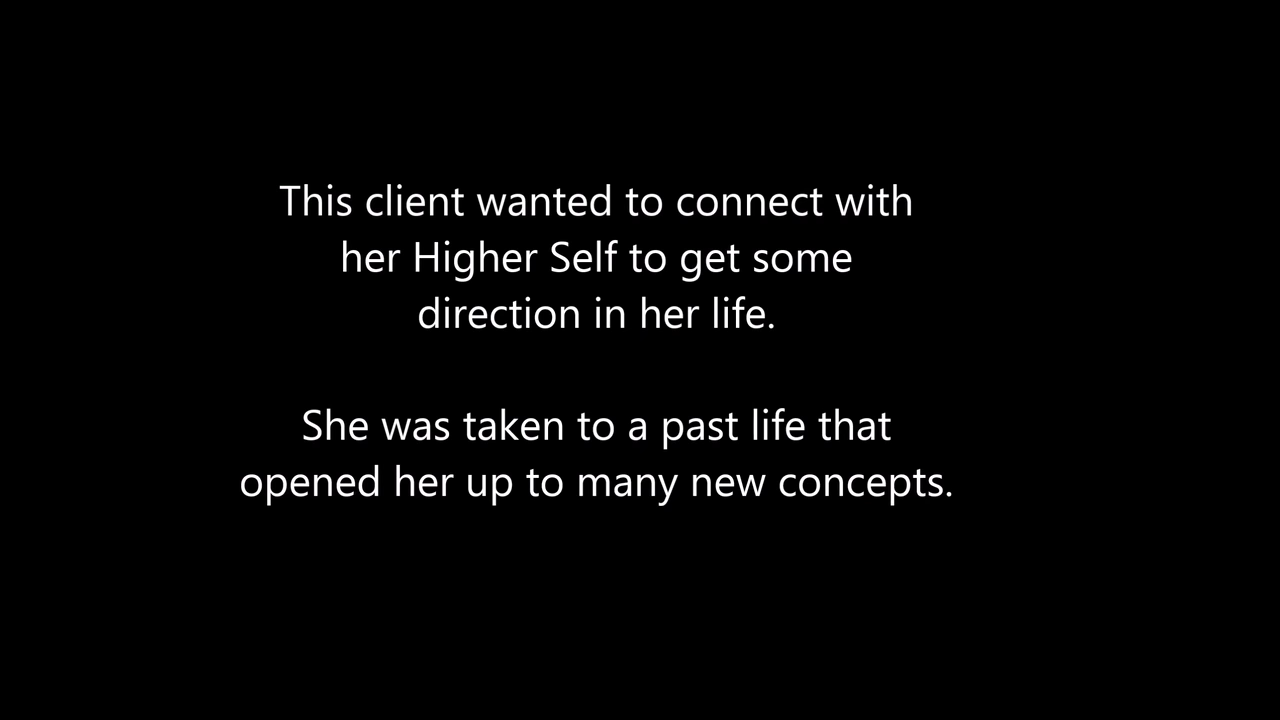 This client wanted to connect with
her Higher Self to get some
direction in her life.
She was taken to a past life that
opened her up to many new concepts.